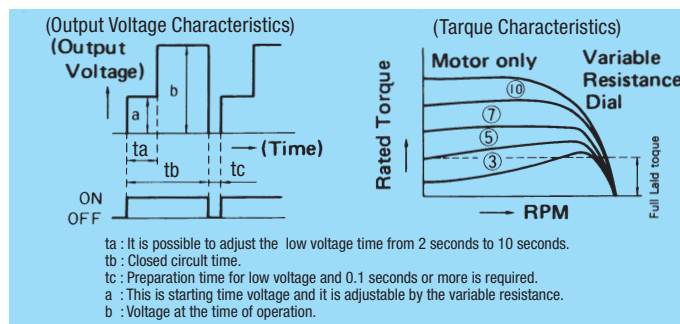 (Output Voltage Characteristics)
(Output
Voltage)
a
b
(Time)
ta
tb
tc
ON
OFF
(Tarque Characteristics)
Motor only
Variable
Resistance
Dial
⑩
⑦
⑤
③
Rated Torque
RPM
Full Laid toque
ta : It is possible to adjust the low voltage time from 2 seconds to 10 seconds.
tb : Closed circult time.
tc : Preparation time for low voltage and 0.1 seconds or more is required.
a : This is starting time voltage and it is adjustable by the variable resistance.
b : Voltage at the time of operation.